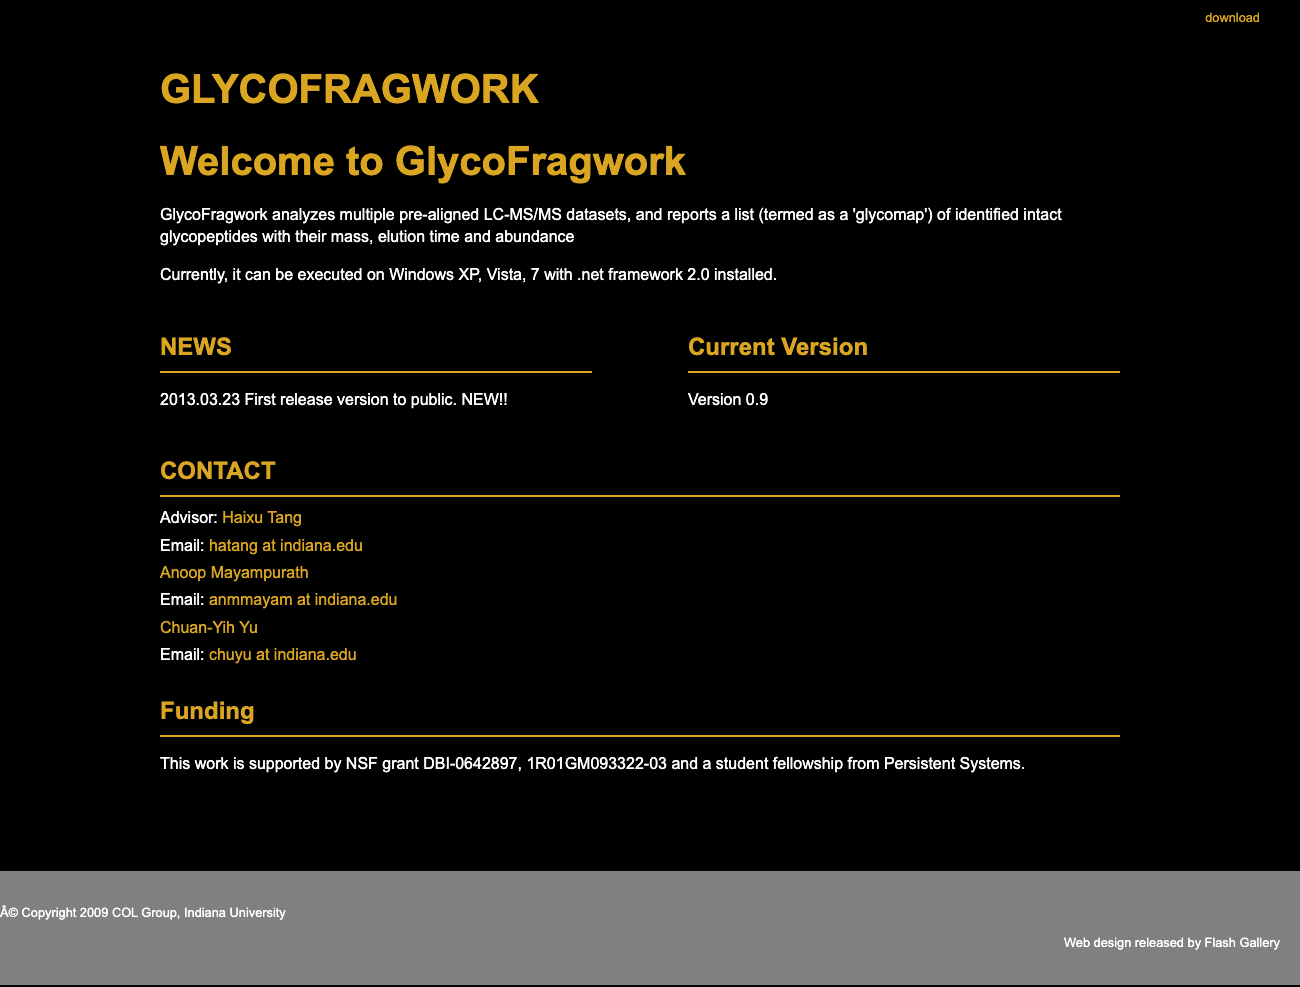 download
GLYCOFRAGWORK
Welcome to GlycoFragwork
GlycoFragwork analyzes multiple pre-aligned LC-MS/MS datasets, and reports a list (termed as a 'glycomap') of identified intact
glycopeptides with their mass, elution time and abundance
Currently, it can be executed on Windows XP, Vista, 7 with .net framework 2.0 installed.
NEWS
2013.03.23 First release version to public. NEW!!
Current Version
Version 0.9
CONTACT
Advisor: Haixu Tang
Email: hatang at indiana.edu
Anoop Mayampurath
Email: anmmayam at indiana.edu
Chuan-Yih Yu
Email: chuyu at indiana.edu
Funding
This work is supported by NSF grant DBI-0642897, 1R01GM093322-03 and a student fellowship from Persistent Systems.
Â© Copyright 2009 COL Group, Indiana University
Web design released by Flash Gallery